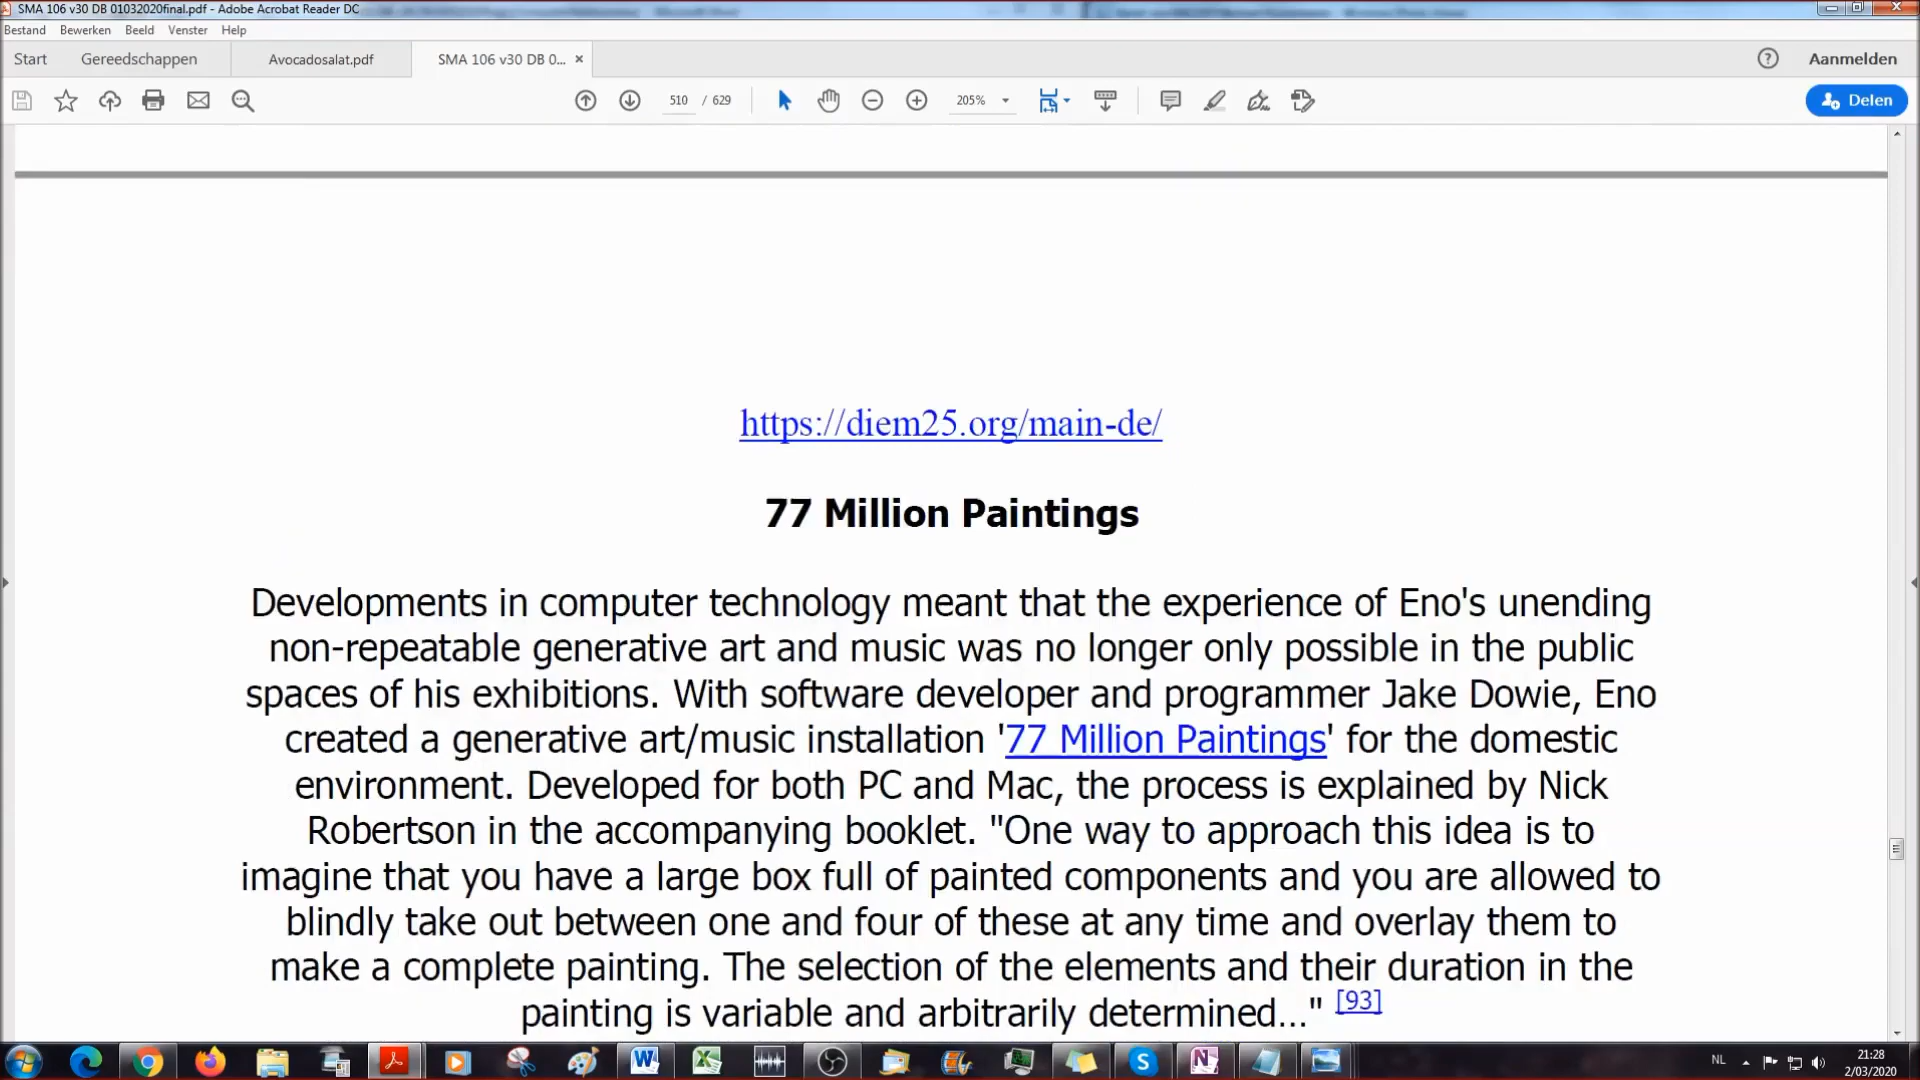 SMA 106 v30 DB 01032020final.pdf - Adobe Acrobat Reader DC
Bestand Bewerken Beeld Venster Help
Start Gereedschappen Avocadosalat.pdf SMA 106 v30 DB 0... × Aanmelden
510 / 629 205% Delen
https://diem25.org/main-de/
77 Million Paintings
Developments in computer technology meant that the experience of Eno's unending
non-repeatable generative art and music was no longer only possible in the public
spaces of his exhibitions. With software developer and programmer Jake Dowie, Eno
created a generative art/music installation '77 Million Paintings' for the domestic
environment. Developed for both PC and Mac, the process is explained by Nick
Robertson in the accompanying booklet. "One way to approach this idea is to
imagine that you have a large box full of painted components and you are allowed to
blindly take out between one and four of these at any time and overlay them to
make a complete painting. The selection of the elements and their duration in the
painting is variable and arbitrarily determined..." [93]
NL 21:28
2/03/2020